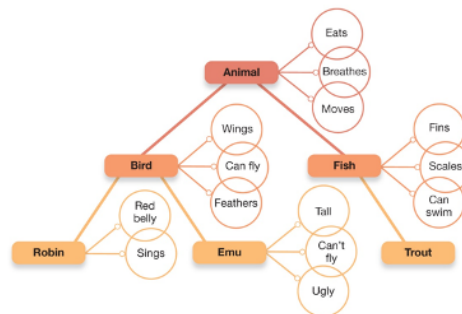 Eats
Animal
Breathes
Moves
Wings
Fins
Bird
Can fly
Fish
Scales
Feathers
Can
swim
Red
belly
Tall
Robin
Sings
Emu
Can't
fly
Trout
Ugly